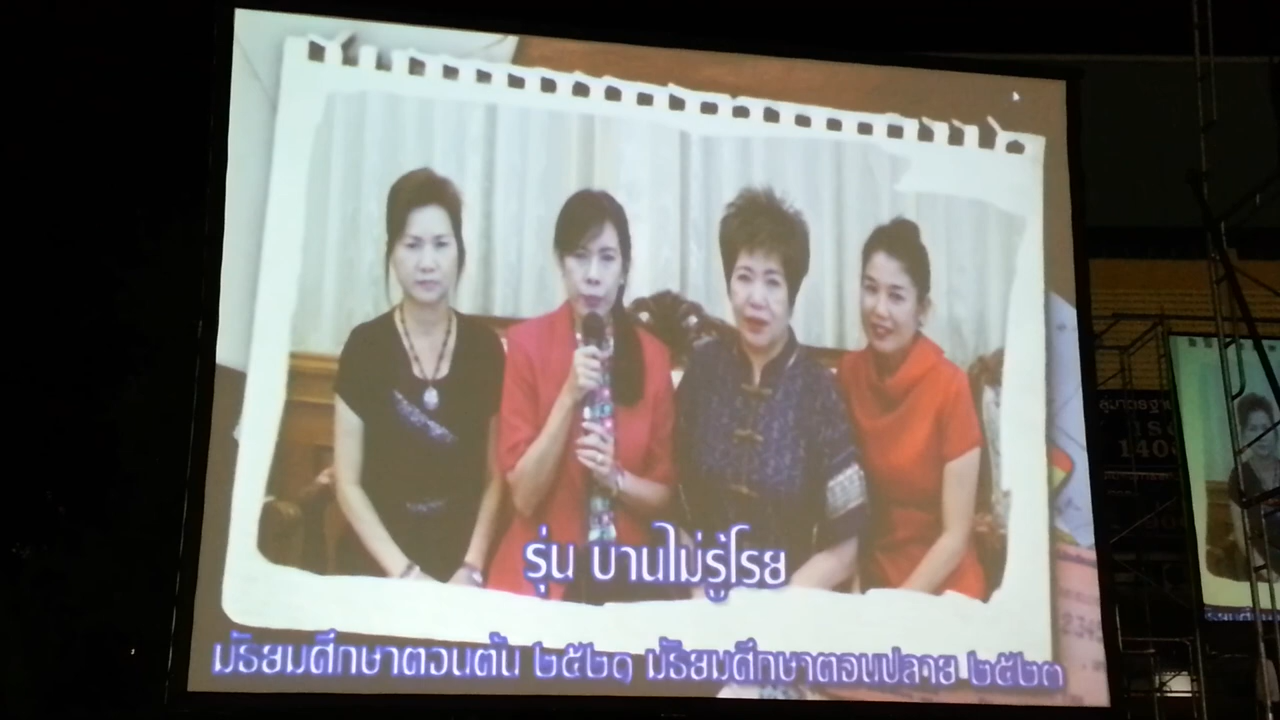 รุ่น บานไม่รู้โรย
มัธยมศึกษาตอนต้น ๒๕๒๑ มัธยมศึกษาตอนปลาย ๒๕๒๓